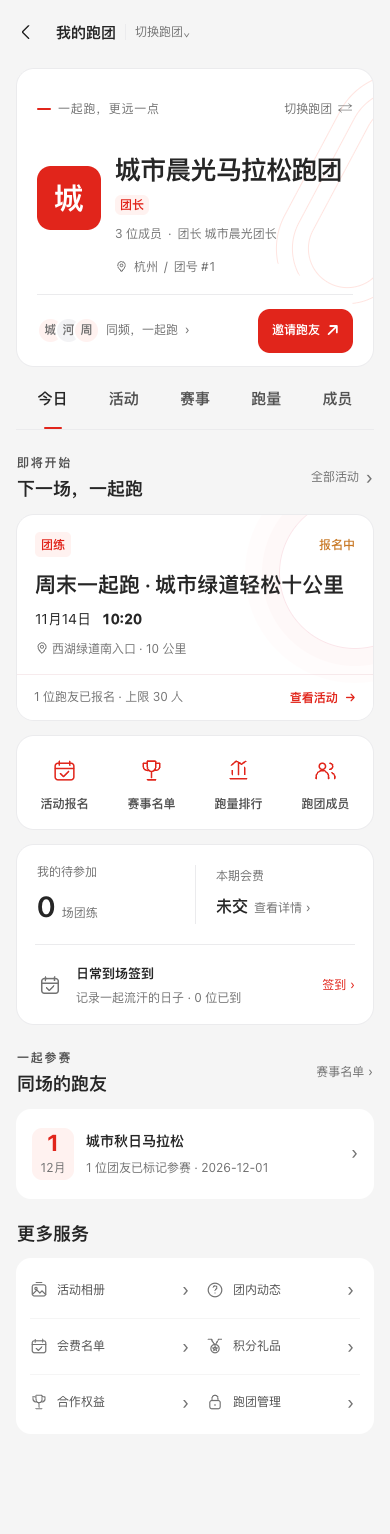 我的跑团 切换跑团
一起跑，更远一点 切换跑团
城
城市晨光马拉松跑团
团长
3 位成员 · 团长 城市晨光团长
杭州 / 团号 #1
城 河 周 同频，一起跑 ›
邀请跑友
今日 活动 赛事 跑量 成员
即将开始
下一场，一起跑
全部活动 ›
团练 报名中
周末一起跑 · 城市绿道轻松十公里
11月14日 10:20
西湖绿道南入口 · 10 公里
1 位跑友已报名 · 上限 30 人 查看活动 →
活动报名 赛事名单 跑量排行 跑团成员
我的待参加
0 场团练
本期会费
未交 查看详情 ›
日常到场签到
记录一起流汗的日子 · 0 位已到
签到 ›
一起参赛
同场的跑友
赛事名单 ›
1
12月
城市秋日马拉松
1 位团友已标记参赛 · 2026-12-01
›
更多服务
活动相册 › 团内动态 ›
会费名单 › 积分礼品 ›
合作权益 › 跑团管理 ›